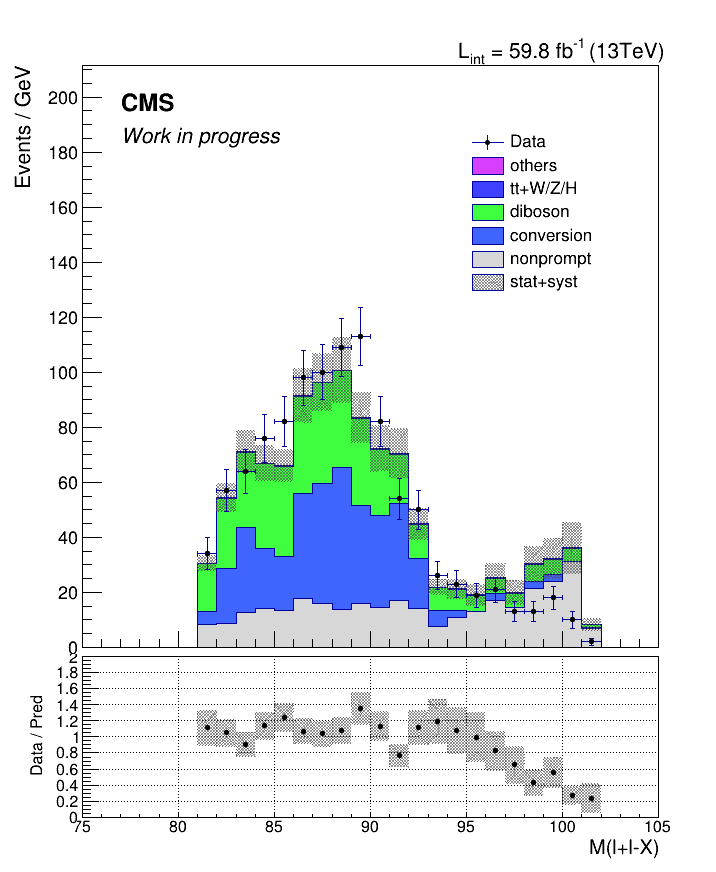 L_int = 59.8 fb^-1 (13TeV)
Events / GeV
CMS
Work in progress
Data
others
tt+W/Z/H
diboson
conversion
nonprompt
stat+syst
200
180
160
140
120
100
80
60
40
20
0
Data / Pred
2
1.8
1.6
1.4
1.2
1
0.8
0.6
0.4
0.2
0
75 80 85 90 95 100 105
M(l+l-X)